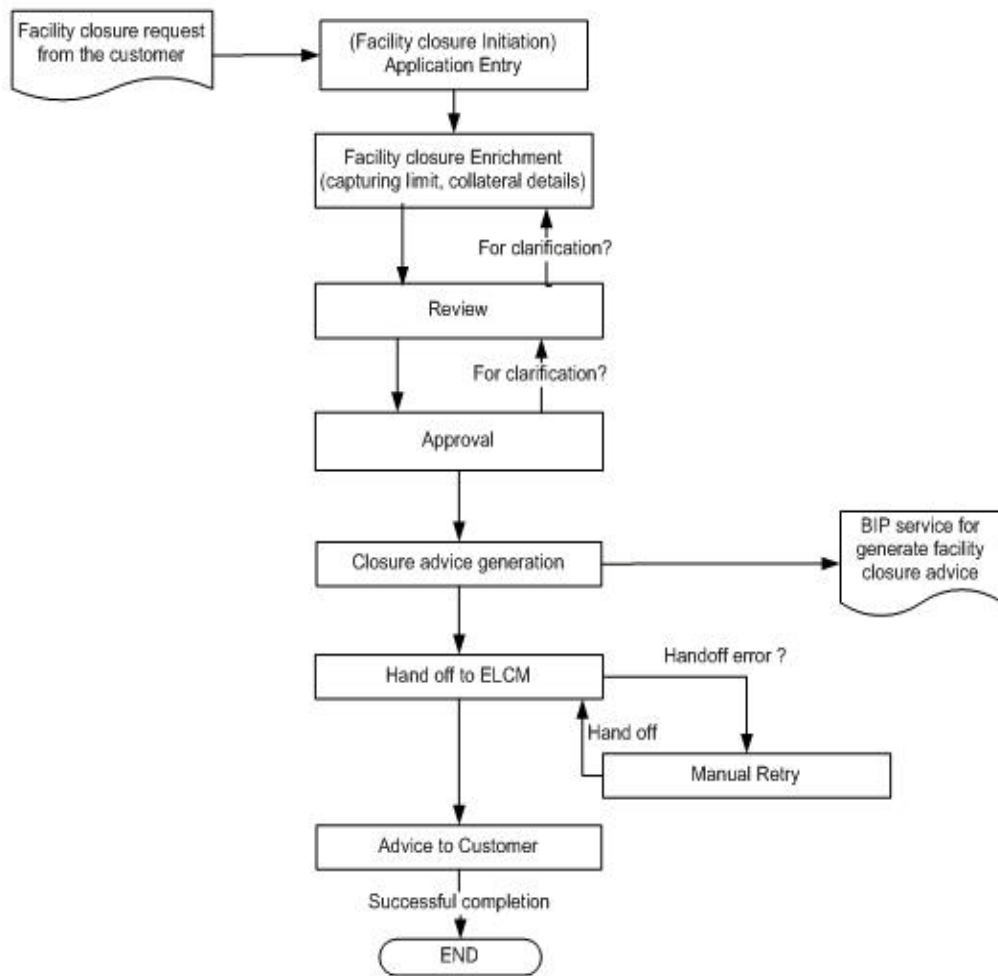 Facility closure request
from the customer
(Facility closure Initiation)
Application Entry
Facility closure Enrichment
(capturing limit, collateral details)
For clarification?
Review
For clarification?
Approval
Closure advice generation
BIP service for
generate facility
closure advice
Hand off to ELCM
Handoff error ?
Hand off
Manual Retry
Advice to Customer
Successful completion
END